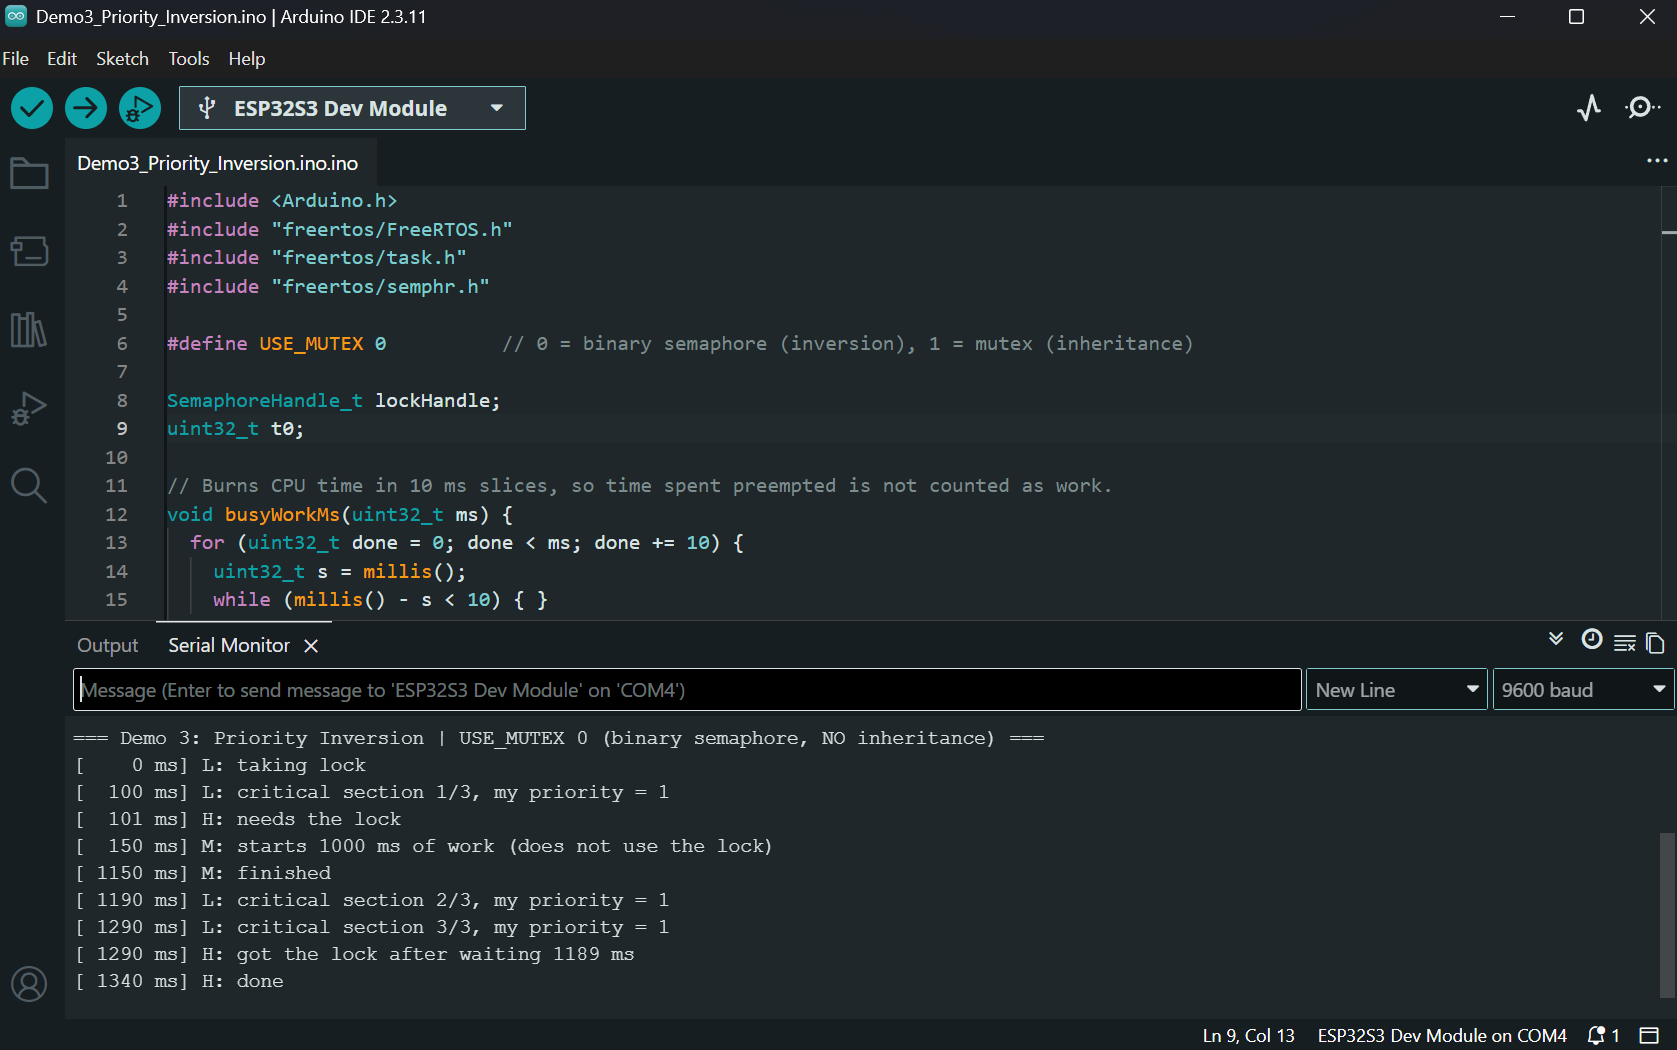 Demo3_Priority_Inversion.ino | Arduino IDE 2.3.11
File Edit Sketch Tools Help
ESP32S3 Dev Module
Demo3_Priority_Inversion.ino.ino
1 #include <Arduino.h>
2 #include "freertos/FreeRTOS.h"
3 #include "freertos/task.h"
4 #include "freertos/semphr.h"
5
6 #define USE_MUTEX 0 // 0 = binary semaphore (inversion), 1 = mutex (inheritance)
7
8 SemaphoreHandle_t lockHandle;
9 uint32_t t0;
10
11 // Burns CPU time in 10 ms slices, so time spent preempted is not counted as work.
12 void busyWorkMs(uint32_t ms) {
13 for (uint32_t done = 0; done < ms; done += 10) {
14 uint32_t s = millis();
15 while (millis() - s < 10) { }
Output Serial Monitor
Message (Enter to send message to 'ESP32S3 Dev Module' on 'COM4') New Line 9600 baud
=== Demo 3: Priority Inversion | USE_MUTEX 0 (binary semaphore, NO inheritance) ===
[    0 ms] L: taking lock
[  100 ms] L: critical section 1/3, my priority = 1
[  101 ms] H: needs the lock
[  150 ms] M: starts 1000 ms of work (does not use the lock)
[ 1150 ms] M: finished
[ 1190 ms] L: critical section 2/3, my priority = 1
[ 1290 ms] L: critical section 3/3, my priority = 1
[ 1290 ms] H: got the lock after waiting 1189 ms
[ 1340 ms] H: done
Ln 9, Col 13 ESP32S3 Dev Module on COM4 1